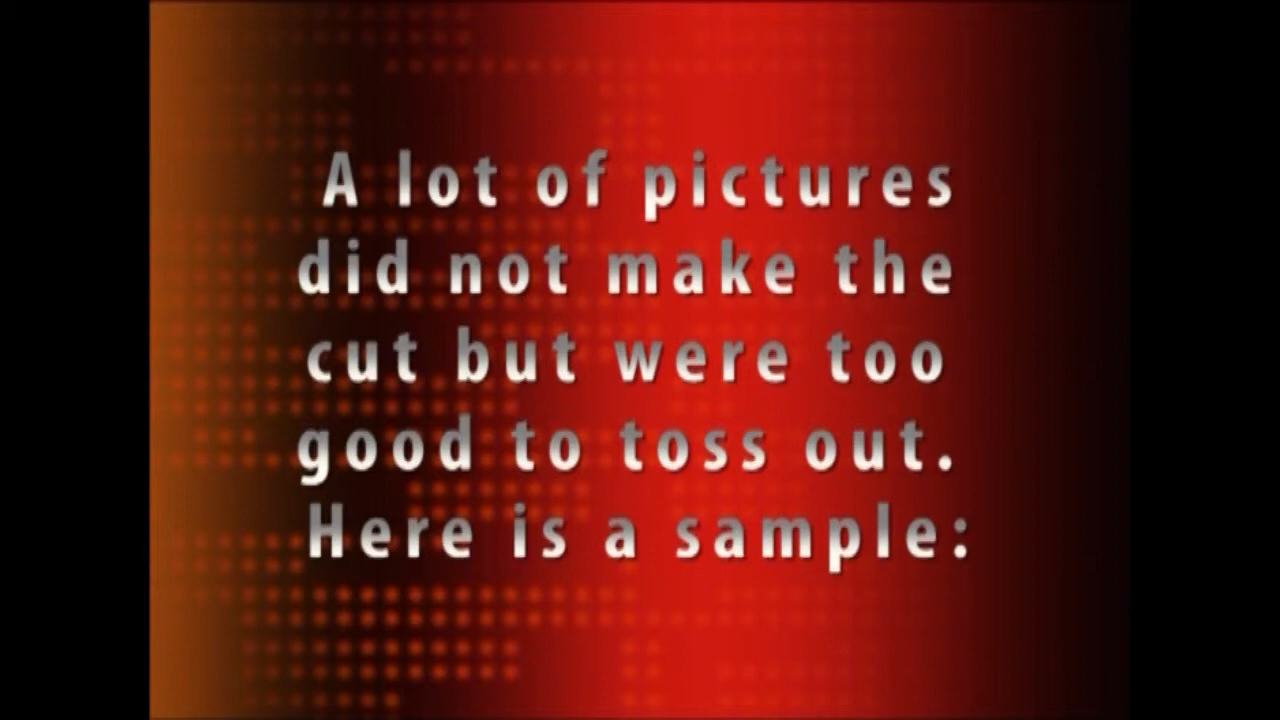 A lot of pictures
did not make the
cut but were too
good to toss out.
Here is a sample: